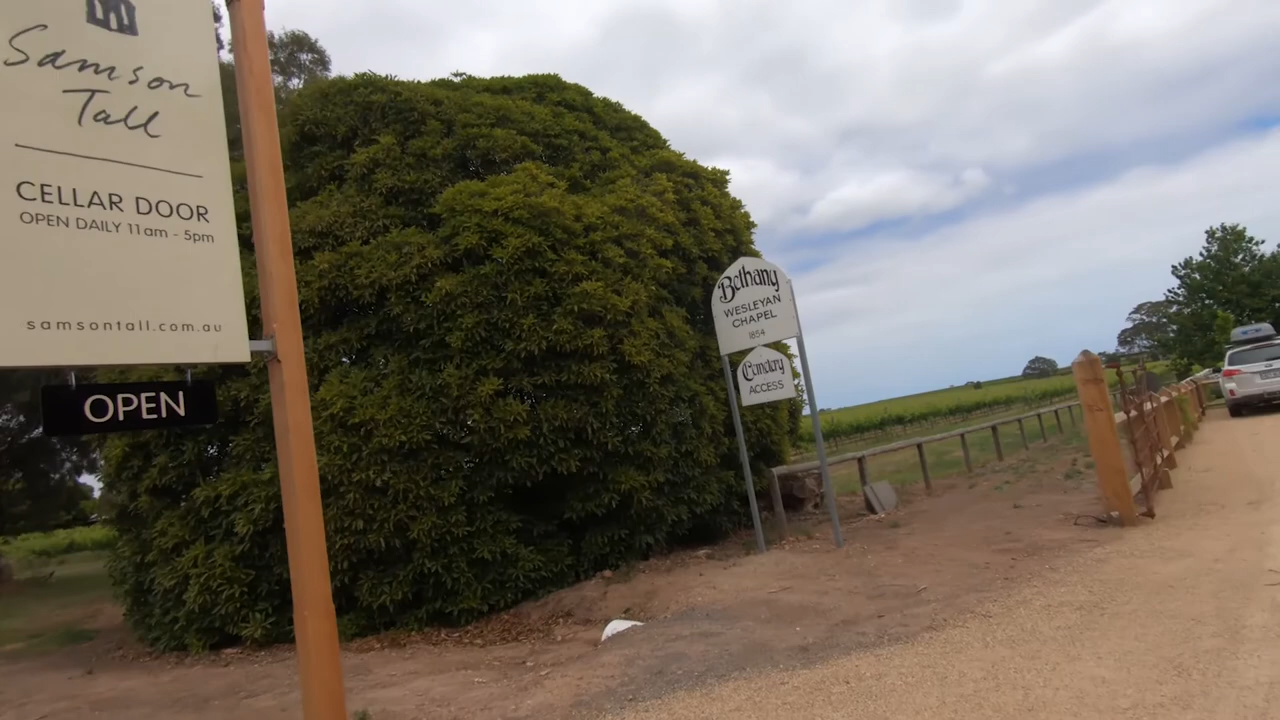 Samson
Tall
CELLAR DOOR
OPEN DAILY 11am - 5pm
samsontall.com.au
OPEN
Bethany
WESLEYAN
CHAPEL
1854
Cemetery
ACCESS